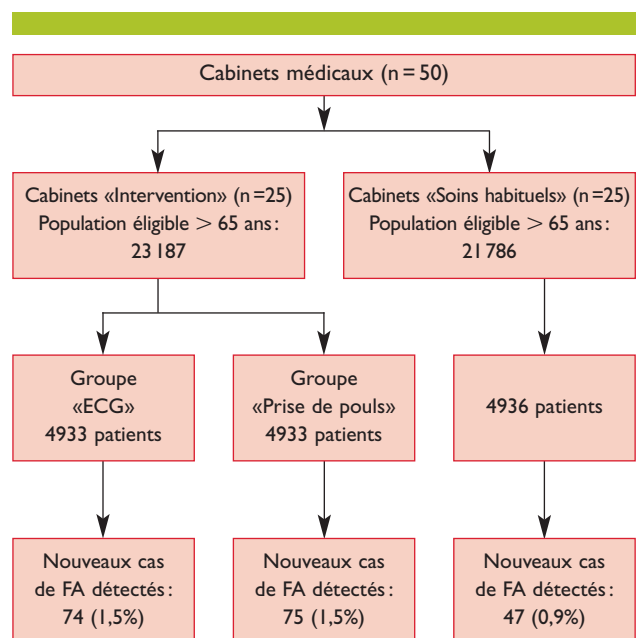 Cabinets médicaux (n = 50)
Cabinets «Intervention» (n =25)
Population éligible > 65 ans :
23 187
Cabinets «Soins habituels» (n=25)
Population éligible > 65 ans :
21 786
Groupe
«ECG»
4933 patients
Groupe
«Prise de pouls»
4933 patients
4936 patients
Nouveaux cas
de FA détectés :
74 (1,5%)
Nouveaux cas
de FA détectés :
75 (1,5%)
Nouveaux cas
de FA détectés :
47 (0,9%)